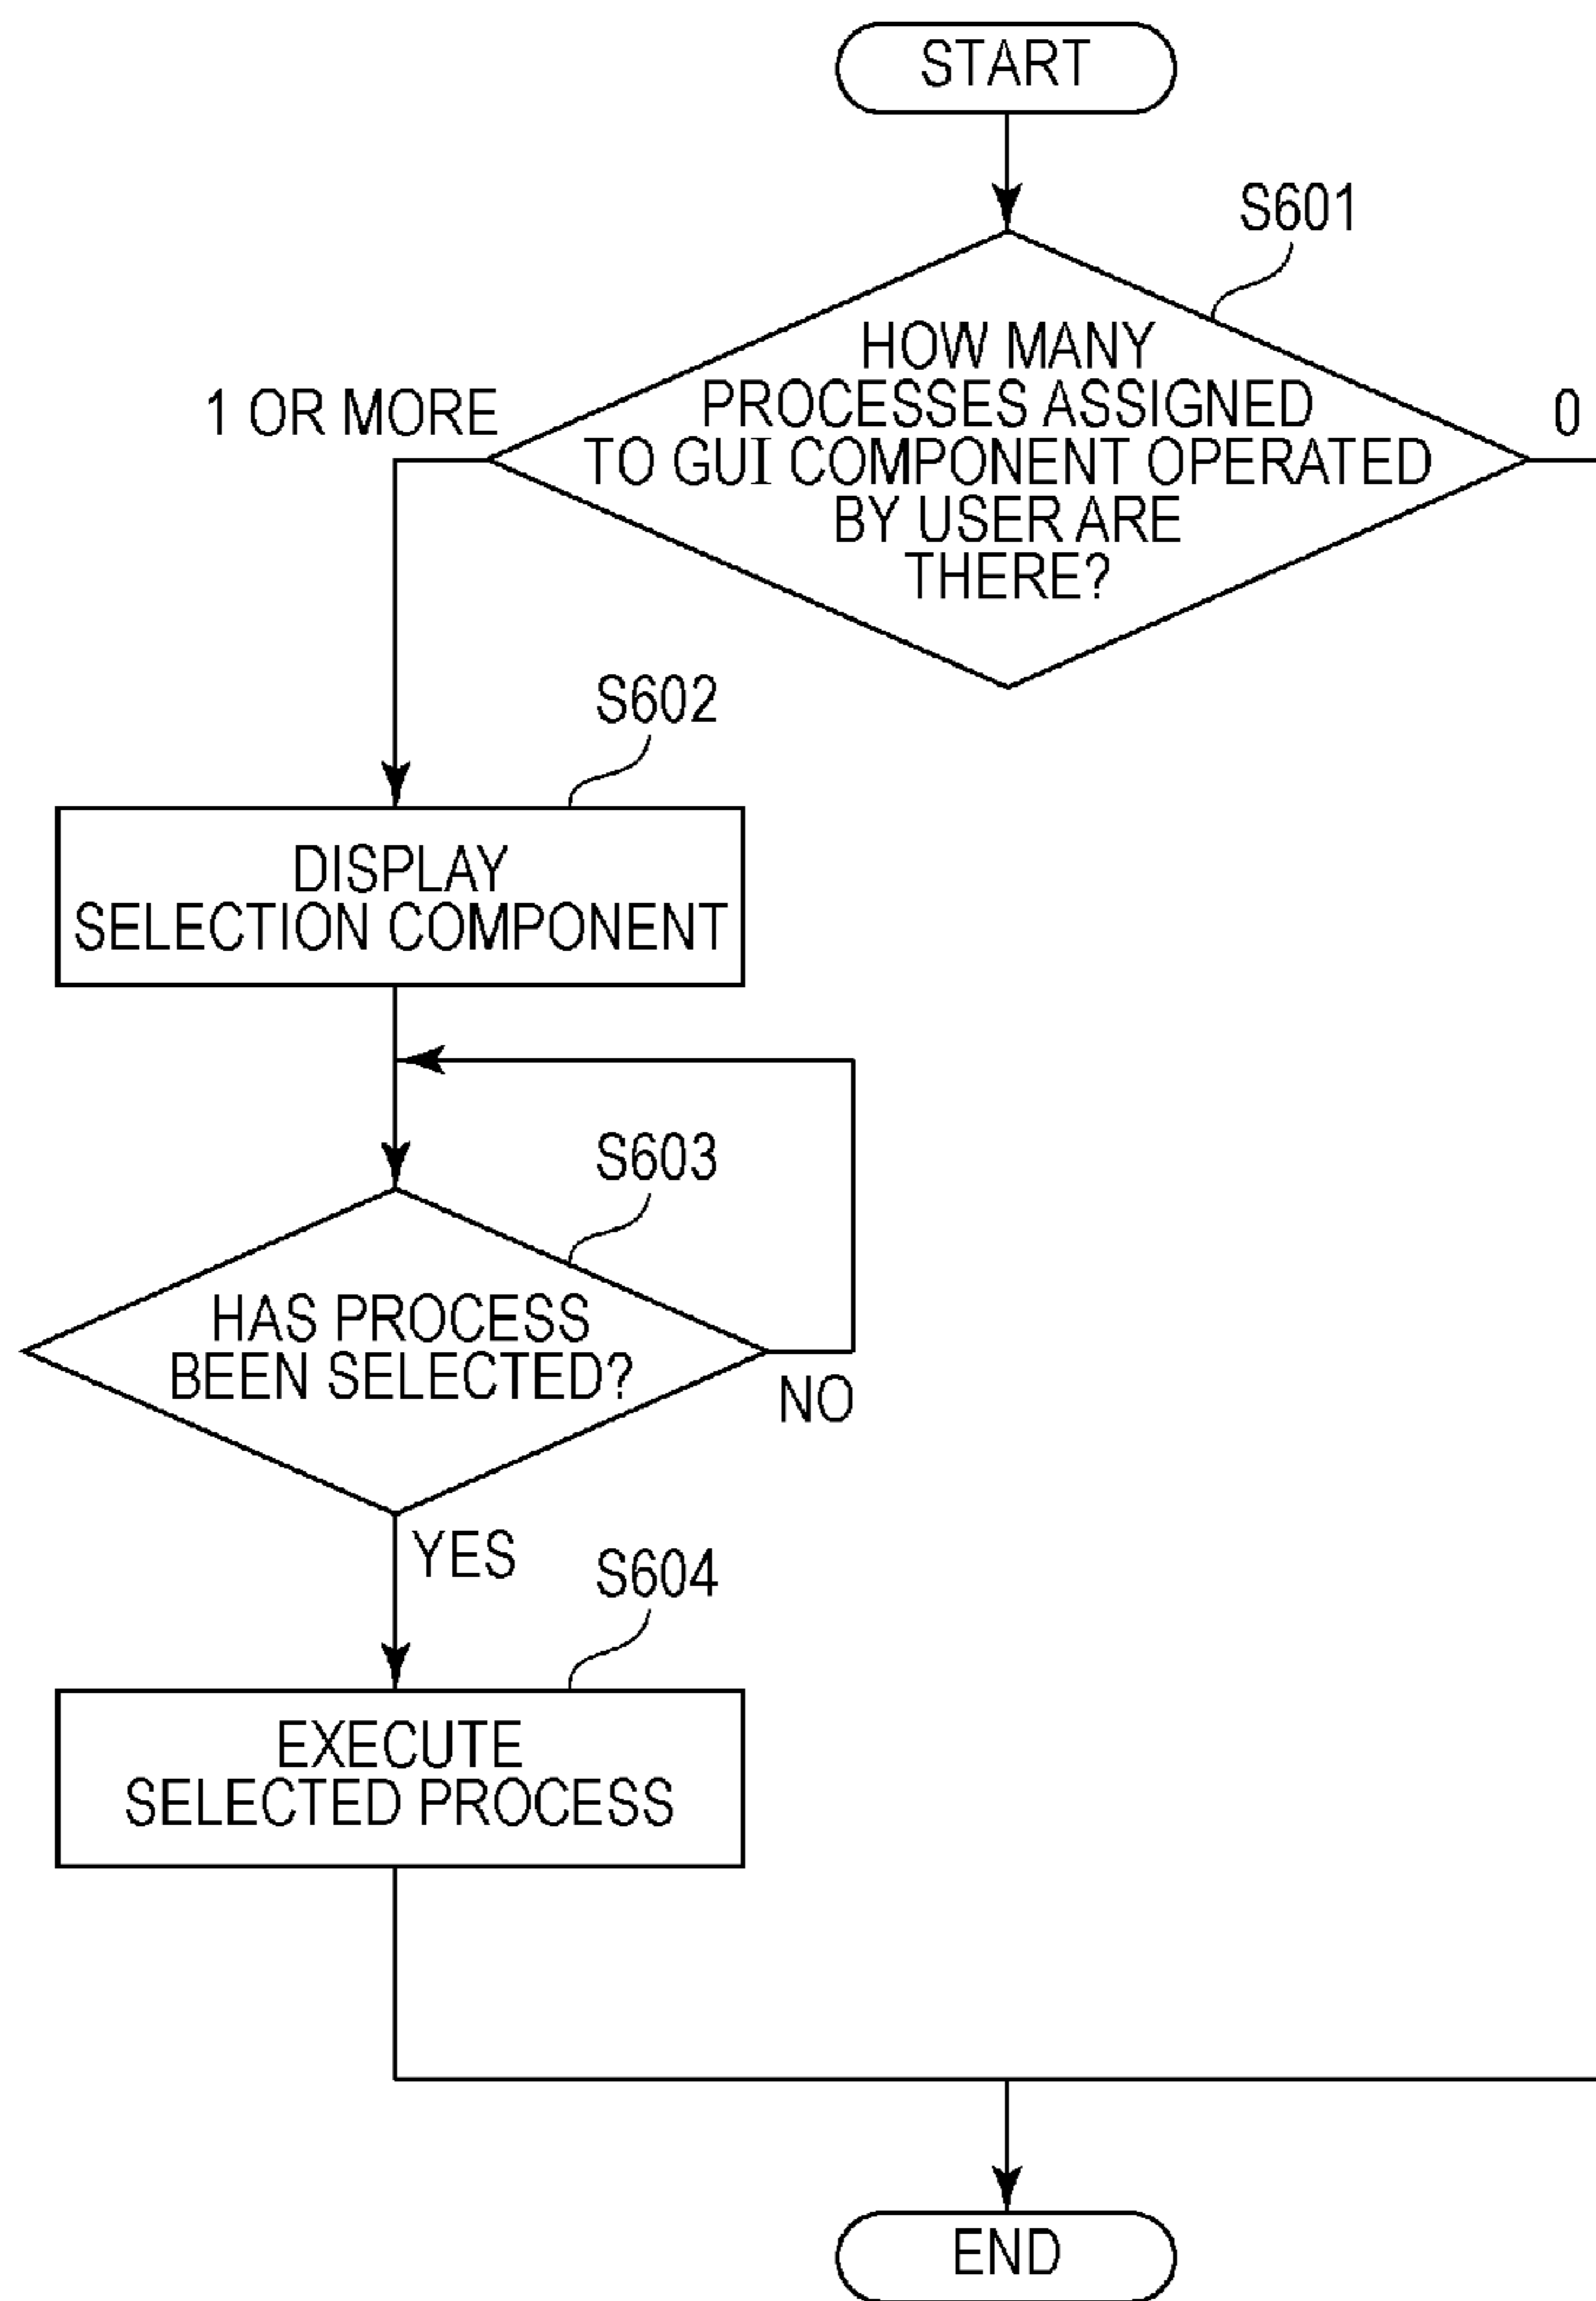 START
S601
HOW MANY
PROCESSES ASSIGNED
TO GUI COMPONENT OPERATED
BY USER ARE
THERE?
1 OR MORE
0
S602
DISPLAY
SELECTION COMPONENT
S603
HAS PROCESS
BEEN SELECTED?
NO
YES
S604
EXECUTE
SELECTED PROCESS
END